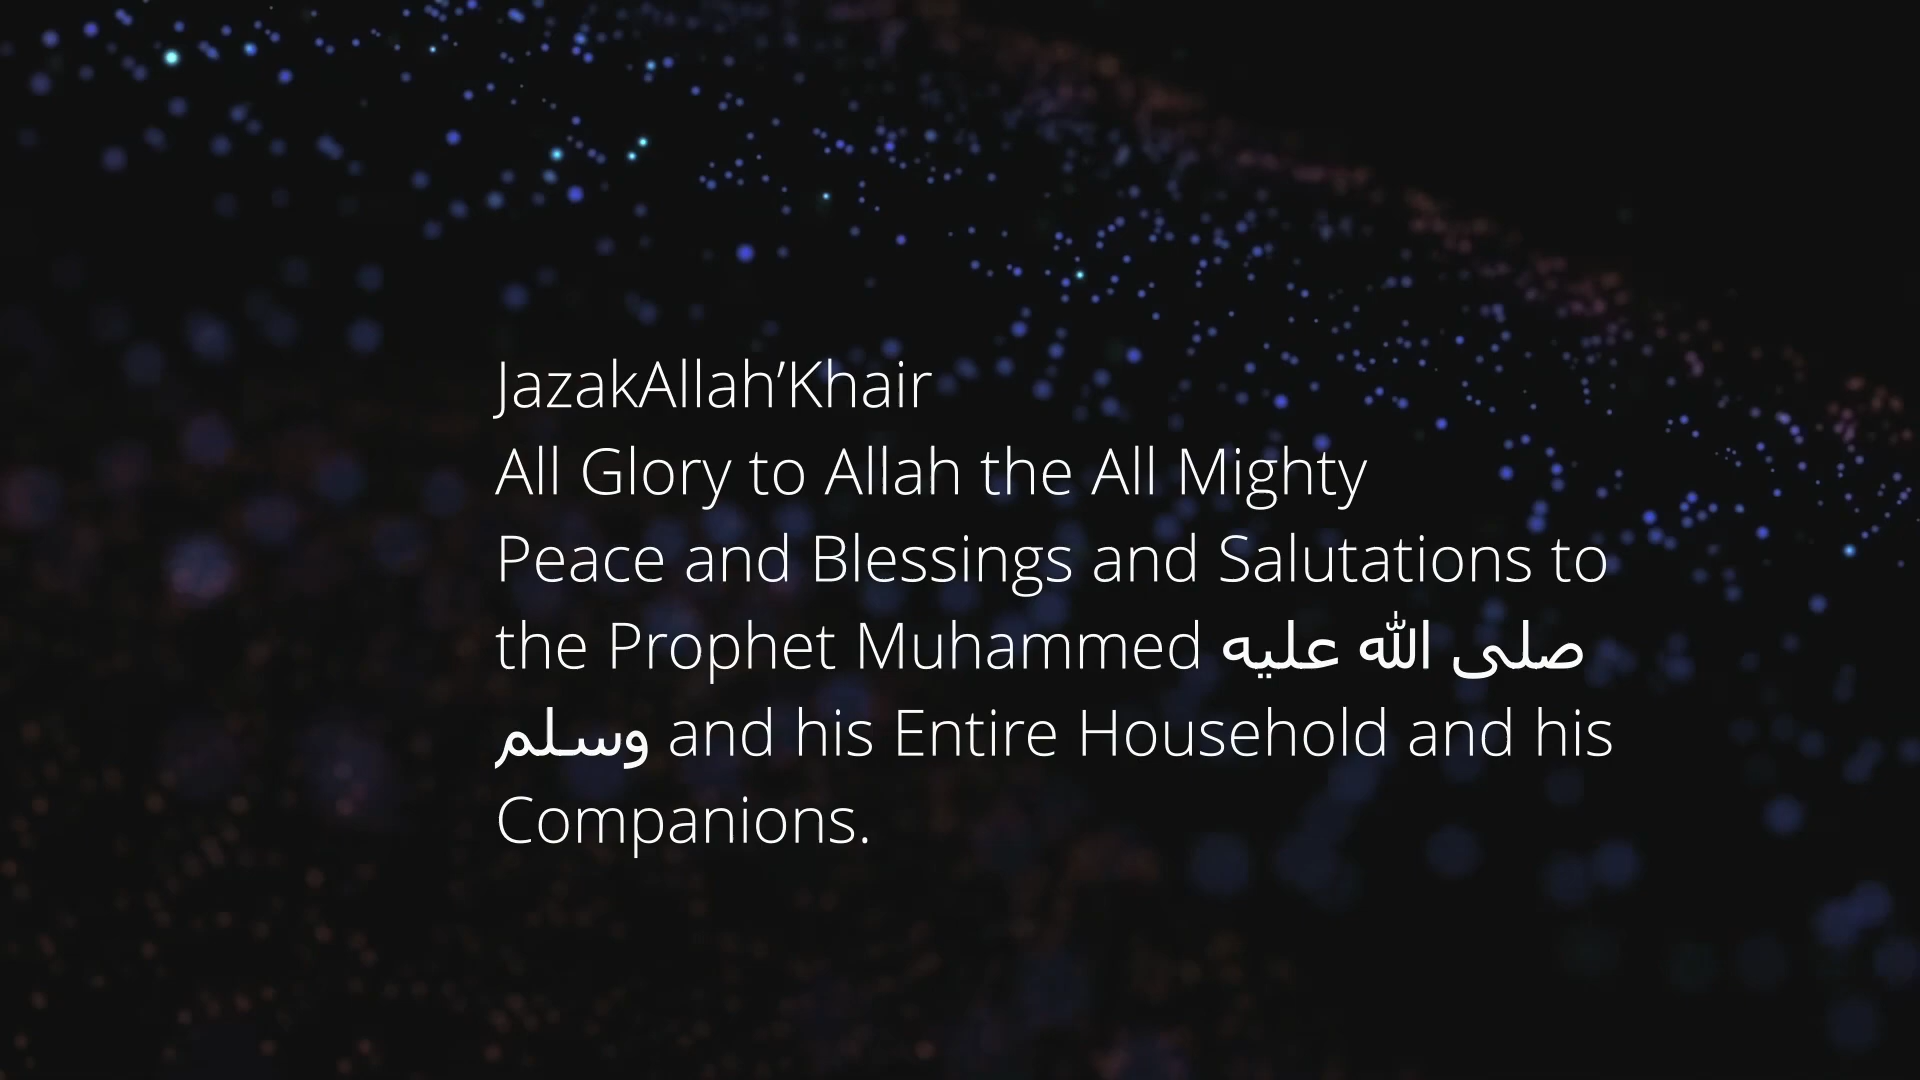 JazakAllah’Khair
All Glory to Allah the All Mighty
Peace and Blessings and Salutations to
the Prophet Muhammed صلى الله عليه
وسلم and his Entire Household and his
Companions.